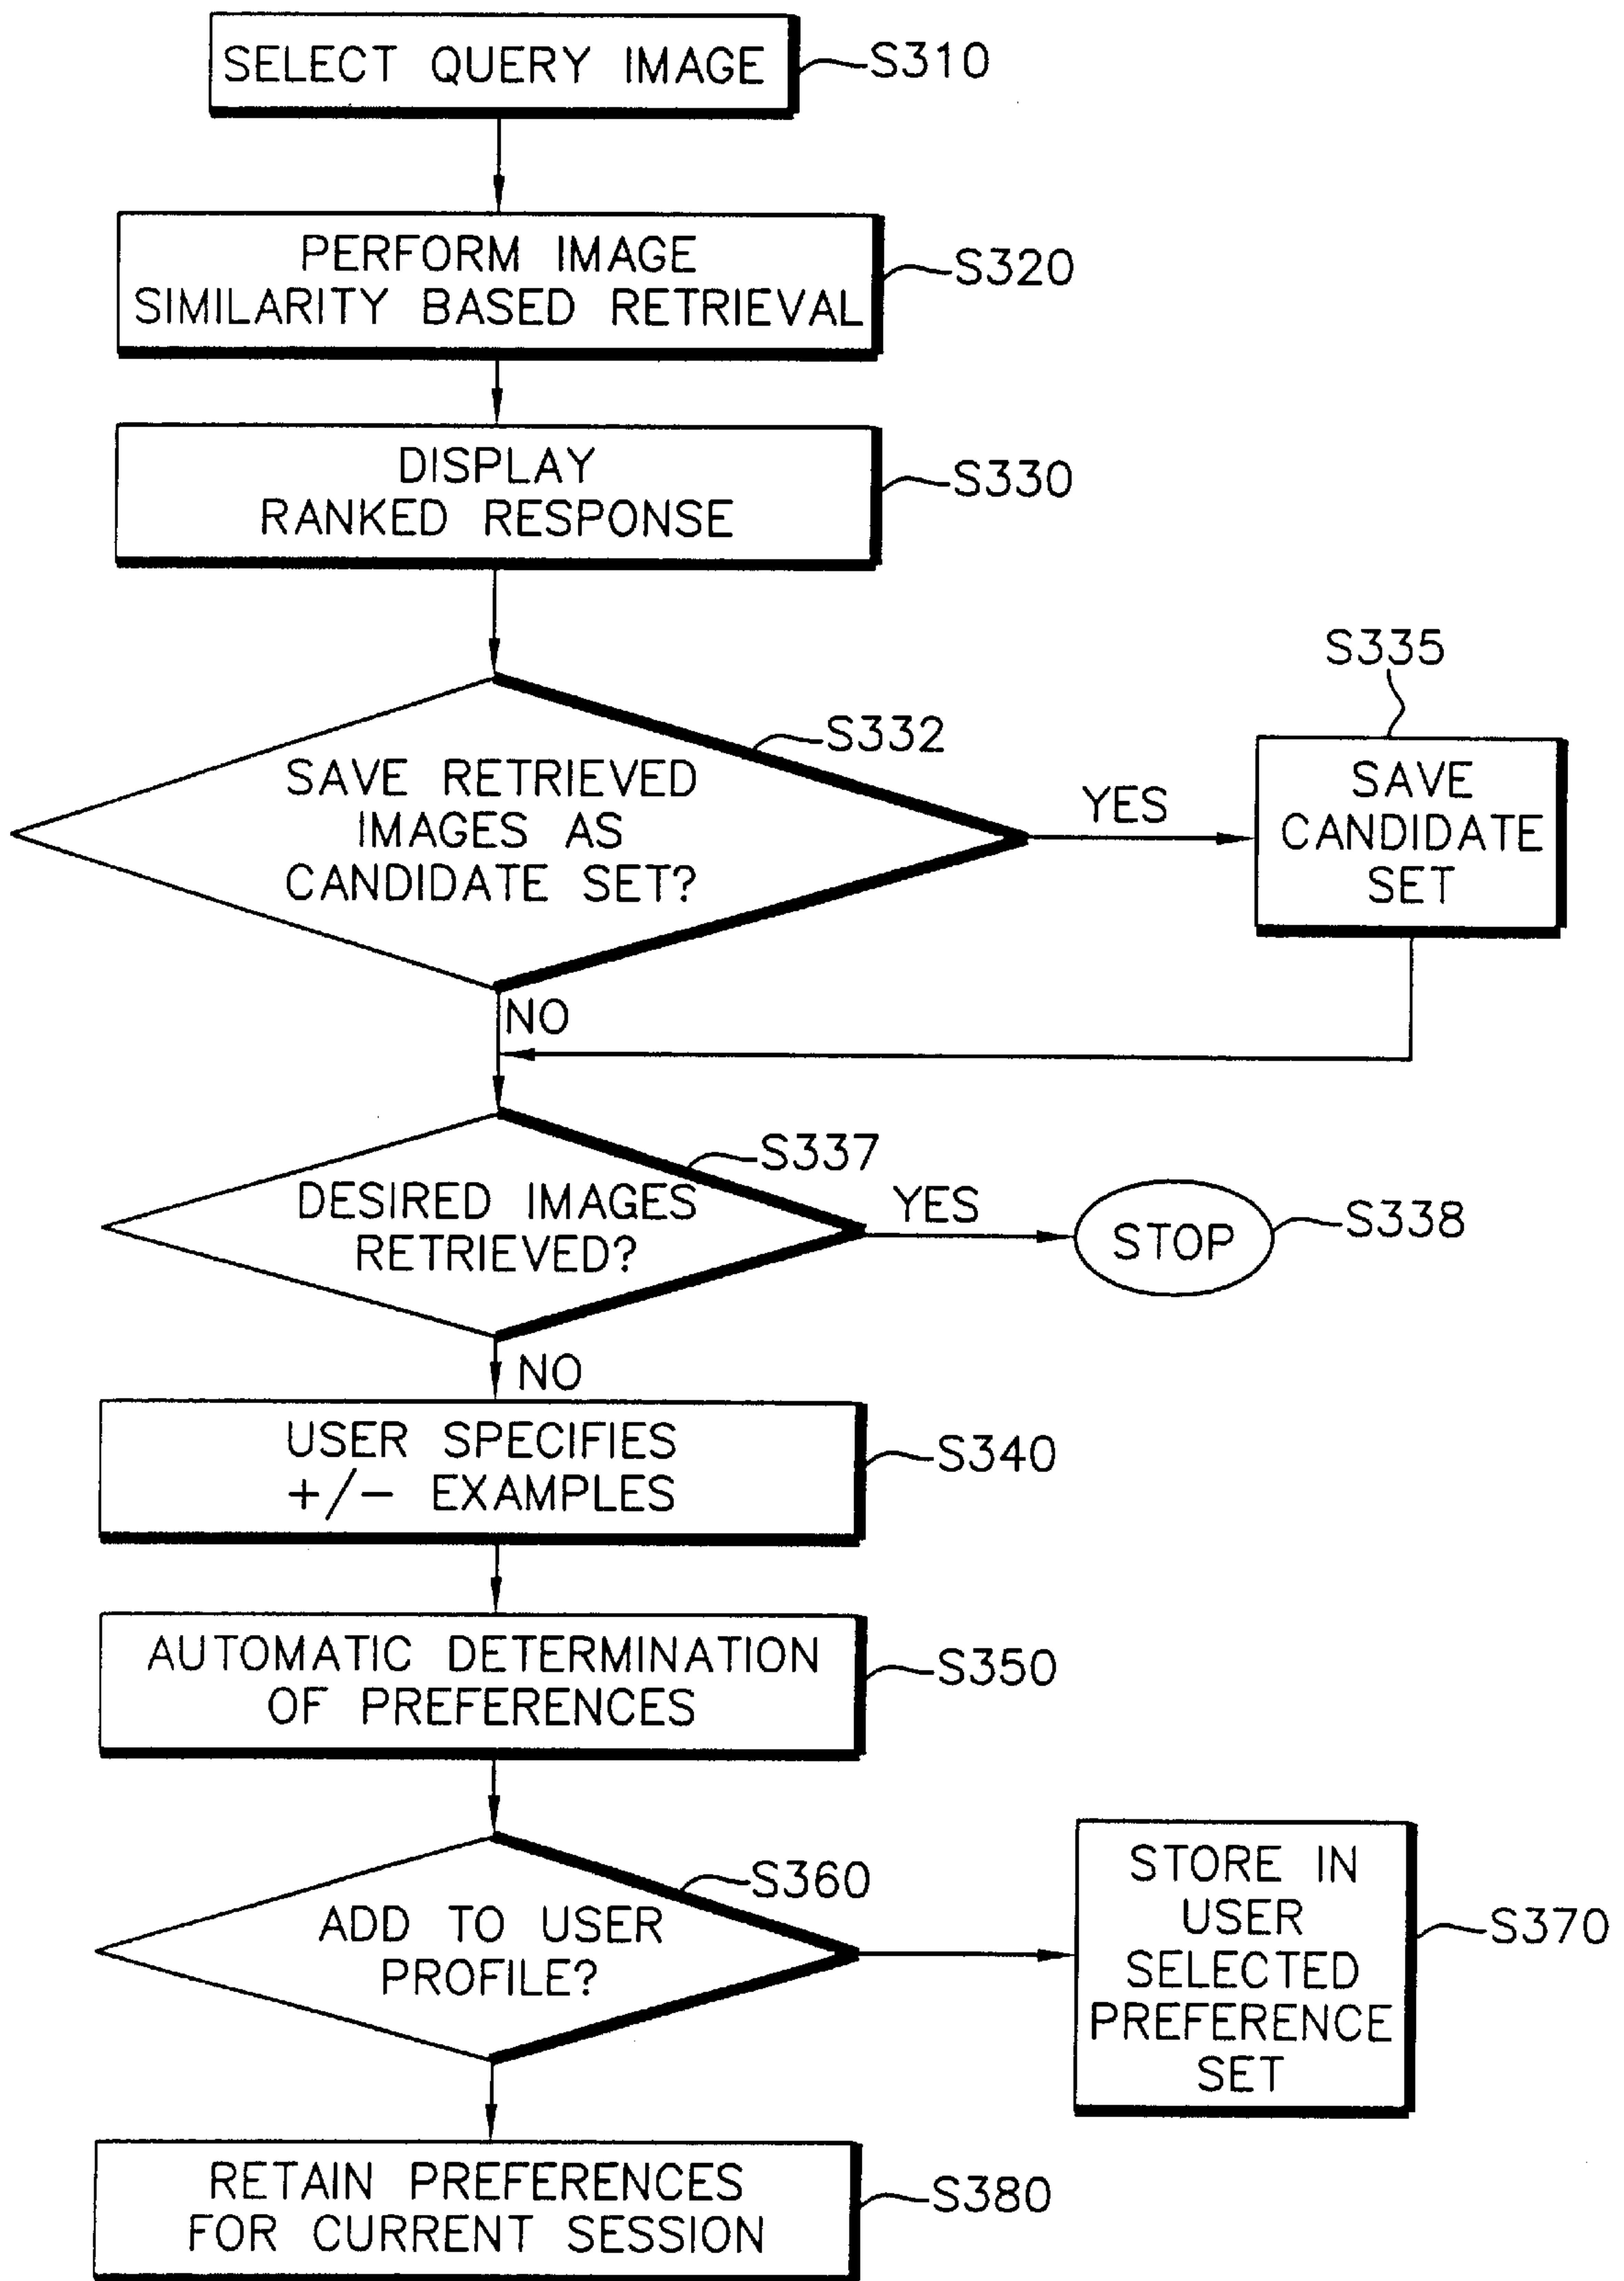 SELECT QUERY IMAGE
S310
PERFORM IMAGE
SIMILARITY BASED RETRIEVAL
S320
DISPLAY
RANKED RESPONSE
S330
SAVE RETRIEVED
IMAGES AS
CANDIDATE SET?
S332
YES
S335
SAVE
CANDIDATE
SET
NO
DESIRED IMAGES
RETRIEVED?
S337
YES
STOP
S338
NO
USER SPECIFIES
+/- EXAMPLES
S340
AUTOMATIC DETERMINATION
OF PREFERENCES
S350
ADD TO USER
PROFILE?
S360
STORE IN
USER
SELECTED
PREFERENCE
SET
S370
RETAIN PREFERENCES
FOR CURRENT SESSION
S380